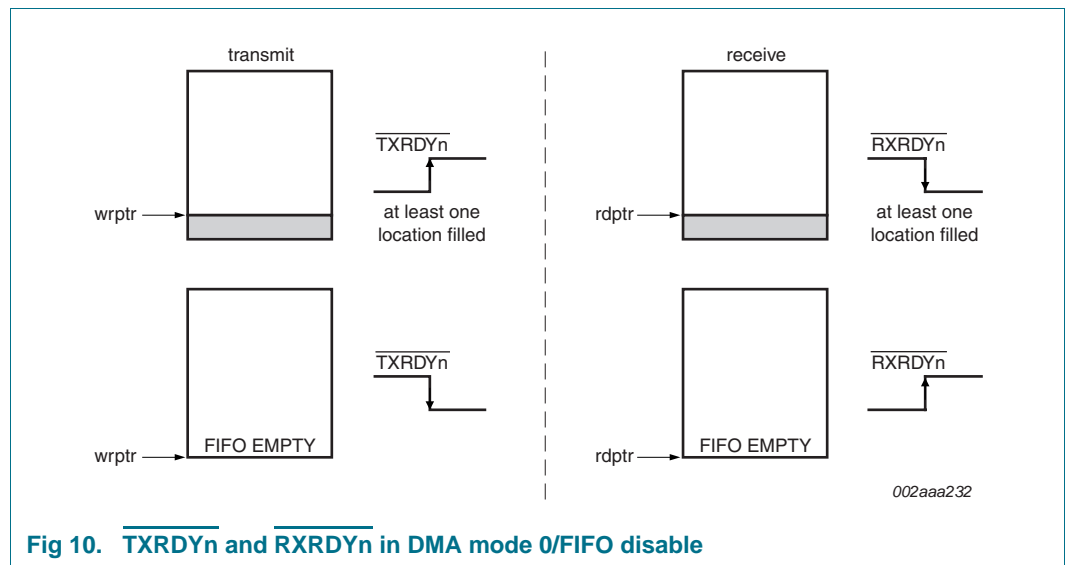 transmit
TXRDYn
wrptr
at least one
location filled
TXRDYn
FIFO EMPTY
wrptr
receive
RXRDYn
rdptr
at least one
location filled
RXRDYn
FIFO EMPTY
rdptr
002aaa232
Fig 10. TXRDYn and RXRDYn in DMA mode 0/FIFO disable